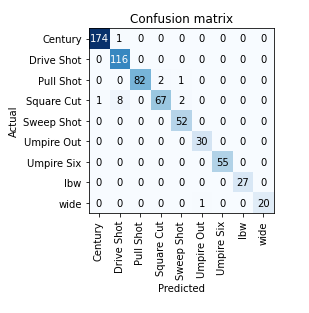 Confusion matrix
Actual
Century 174 1 0 0 0 0 0 0 0
Drive Shot 0 116 0 0 0 0 0 0 0
Pull Shot 0 0 82 2 1 0 0 0 0
Square Cut 1 8 0 67 2 0 0 0 0
Sweep Shot 0 0 0 0 52 0 0 0 0
Umpire Out 0 0 0 0 0 30 0 0 0
Umpire Six 0 0 0 0 0 0 55 0 0
lbw 0 0 0 0 0 0 0 27 0
wide 0 0 0 0 0 1 0 0 20
Century Drive Shot Pull Shot Square Cut Sweep Shot Umpire Out Umpire Six lbw wide
Predicted